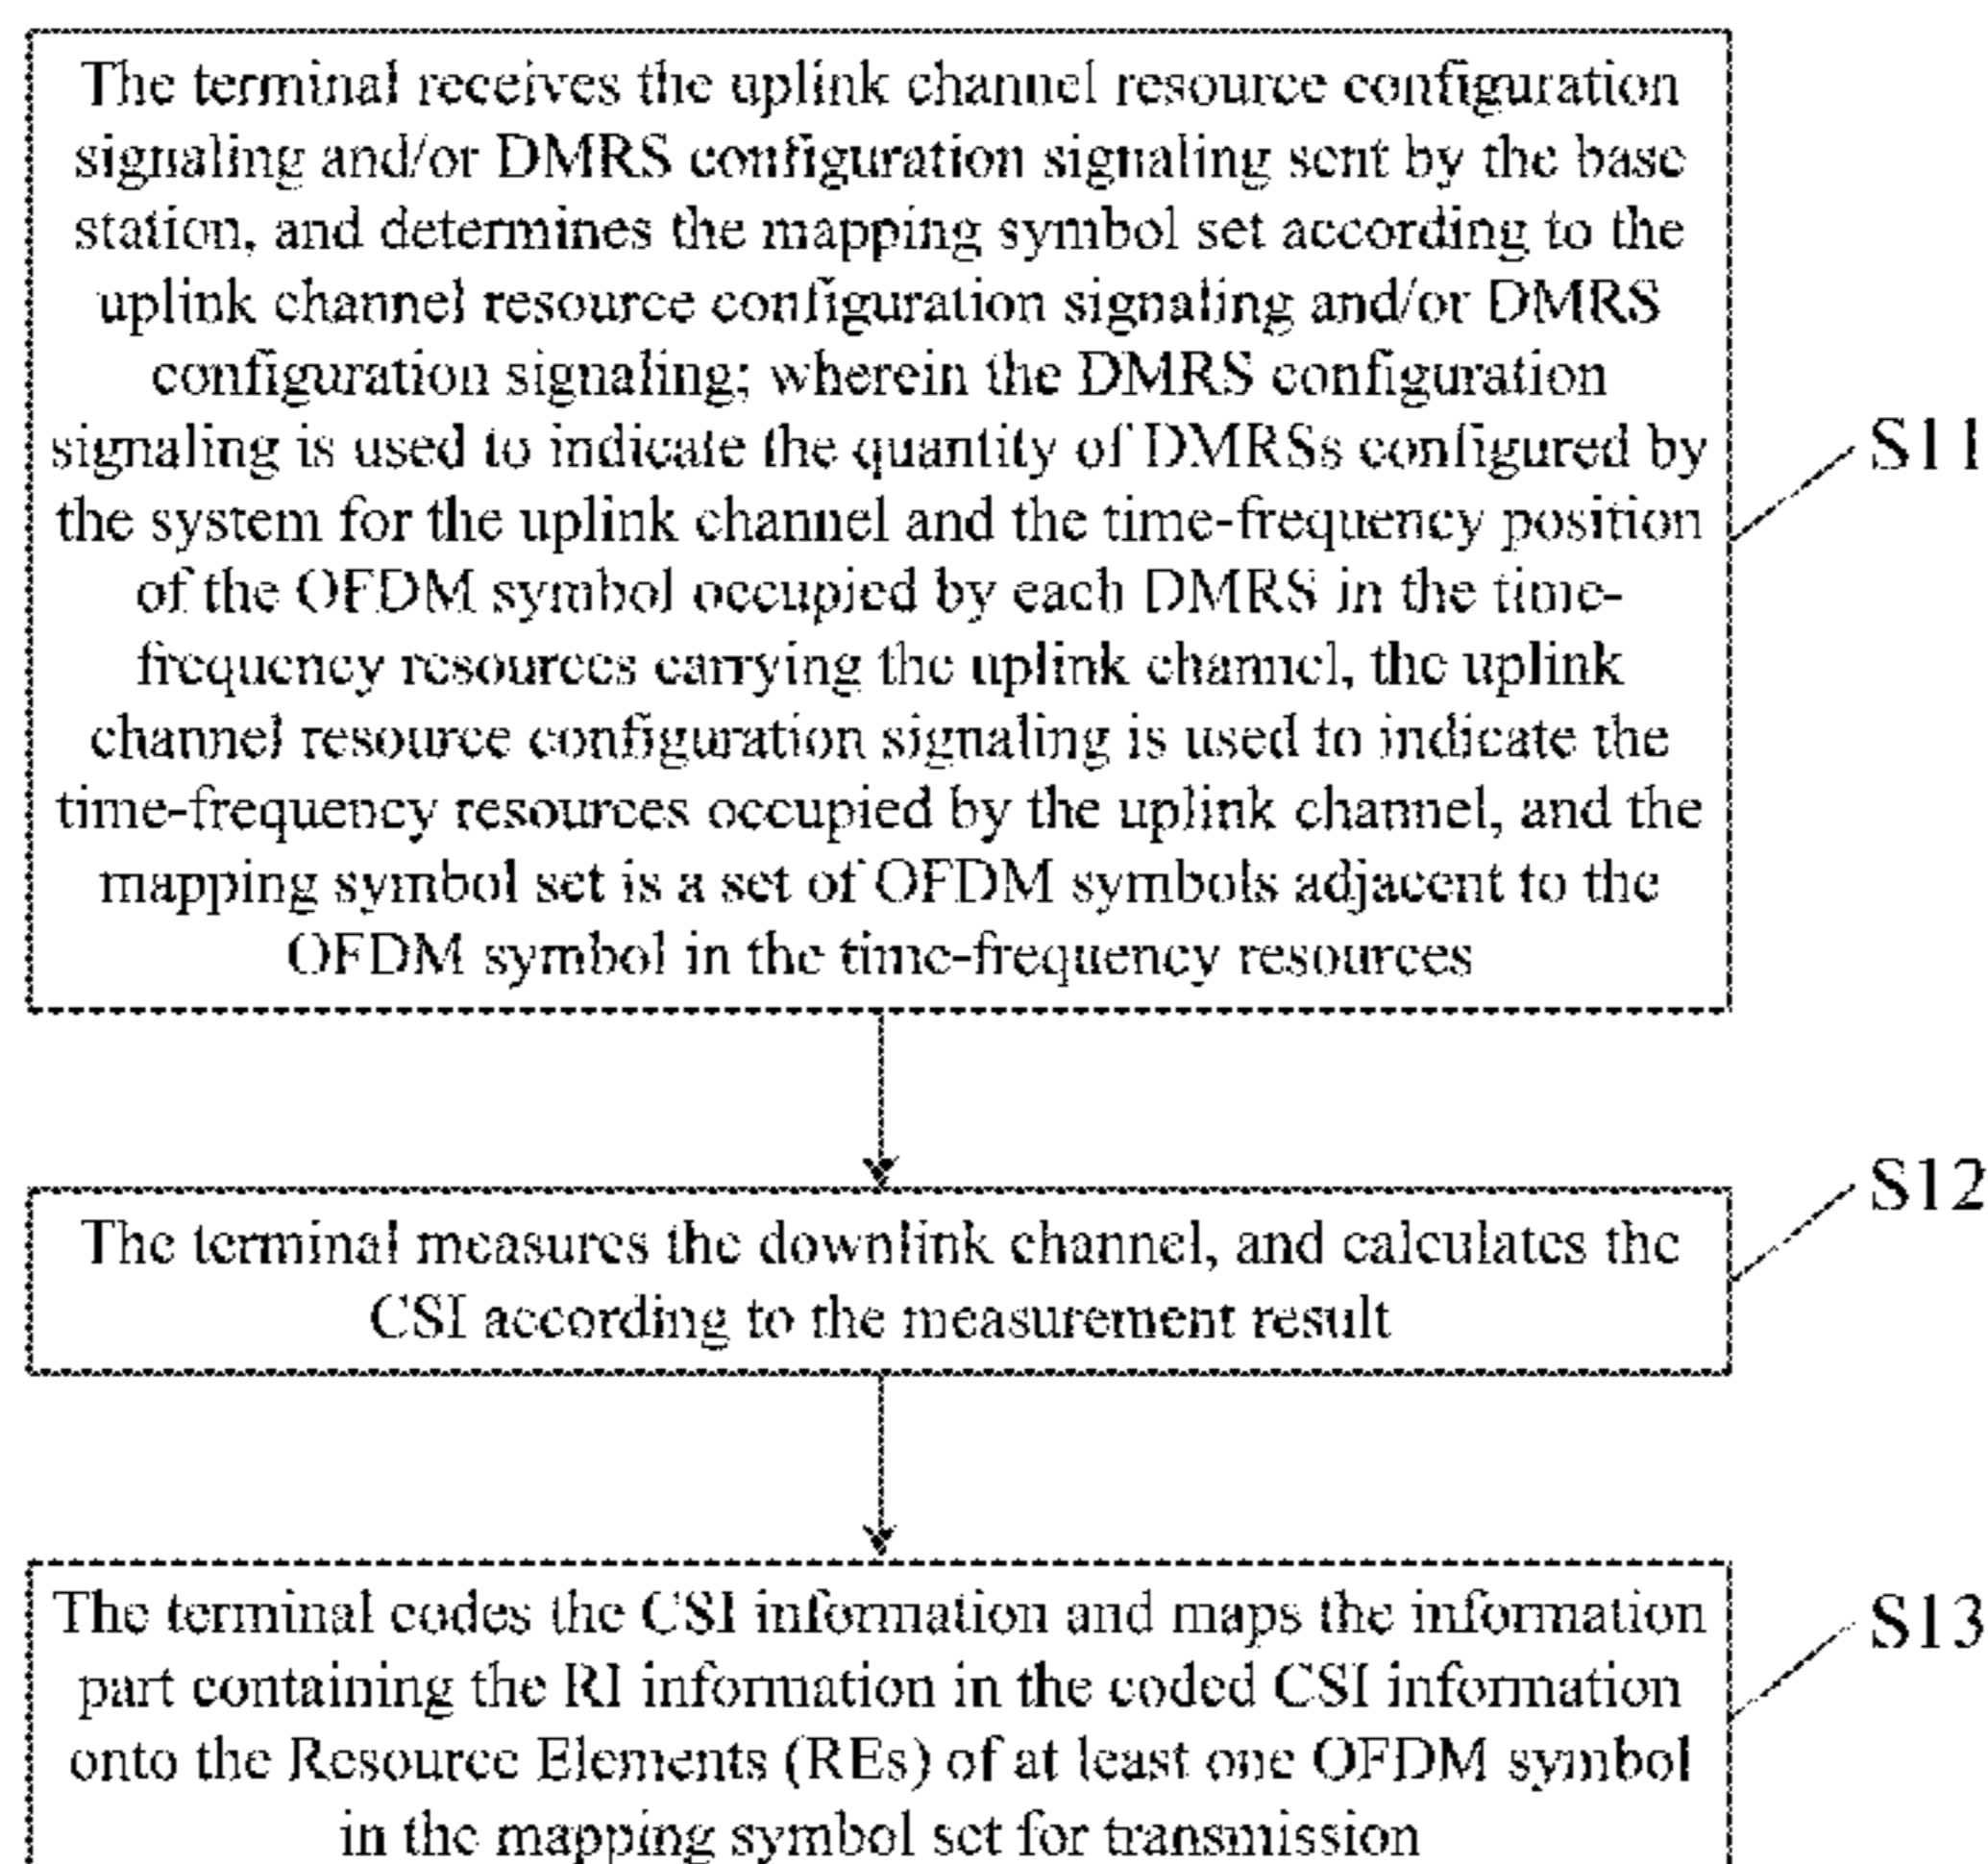 The terminal receives the uplink channel resource configuration
signaling and/or DMRS configuration signaling sent by the base
station, and determines the mapping symbol set according to the
uplink channel resource configuration signaling and/or DMRS
configuration signaling; wherein the DMRS configuration
signaling is used to indicate the quantity of DMRSs configured by
the system for the uplink channel and the time-frequency position
of the OFDM symbol occupied by each DMRS in the time-
frequency resources carrying the uplink channel, the uplink
channel resource configuration signaling is used to indicate the
time-frequency resources occupied by the uplink channel, and the
mapping symbol set is a set of OFDM symbols adjacent to the
OFDM symbol in the time-frequency resources
S11
The terminal measures the downlink channel, and calculates the
CSI according to the measurement result
S12
The terminal codes the CSI information and maps the information
part containing the RI information in the coded CSI information
onto the Resource Elements (REs) of at least one OFDM symbol
in the mapping symbol set for transmission
S13